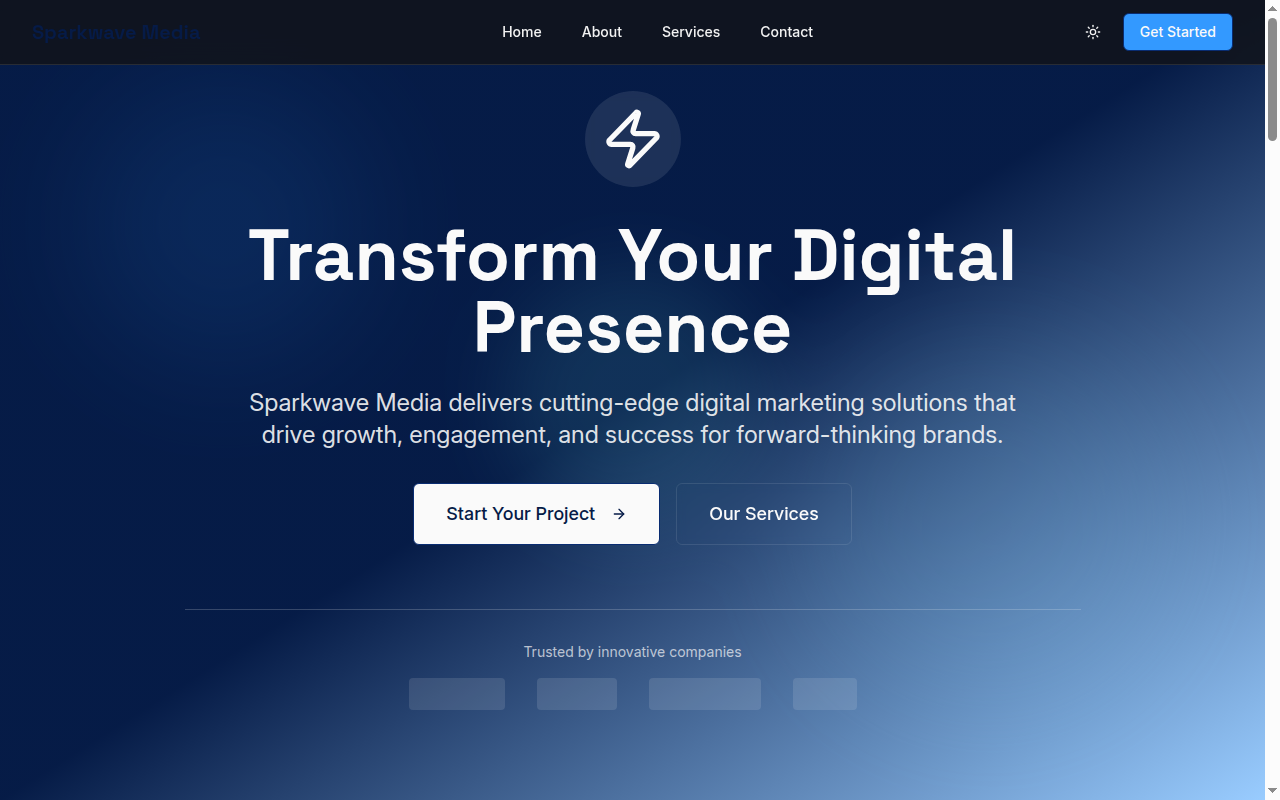 Sparkwave Media
Home
About
Services
Contact
Get Started
Transform Your Digital
Presence
Sparkwave Media delivers cutting-edge digital marketing solutions that
drive growth, engagement, and success for forward-thinking brands.
Start Your Project
Our Services
Trusted by innovative companies